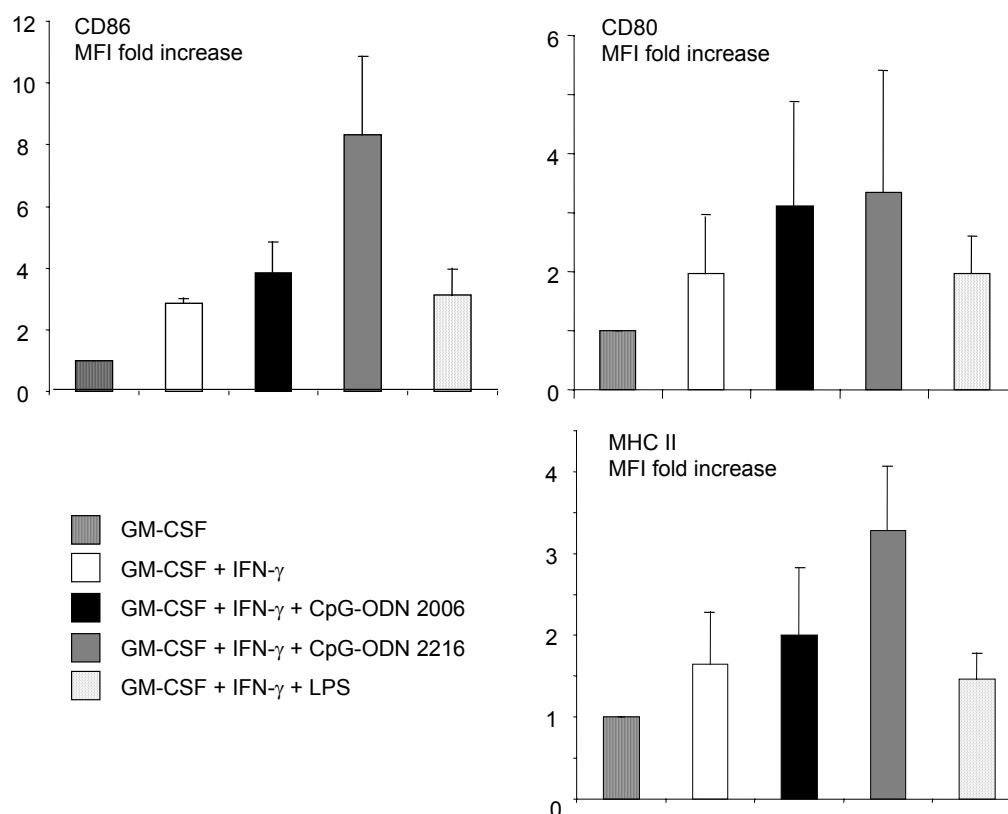 CD86
MFI fold increase
12
10
8
6
4
2
0
CD80
MFI fold increase
6
4
2
0
MHC II
MFI fold increase
4
3
2
1
0
GM-CSF
GM-CSF + IFN-γ
GM-CSF + IFN-γ + CpG-ODN 2006
GM-CSF + IFN-γ + CpG-ODN 2216
GM-CSF + IFN-γ + LPS